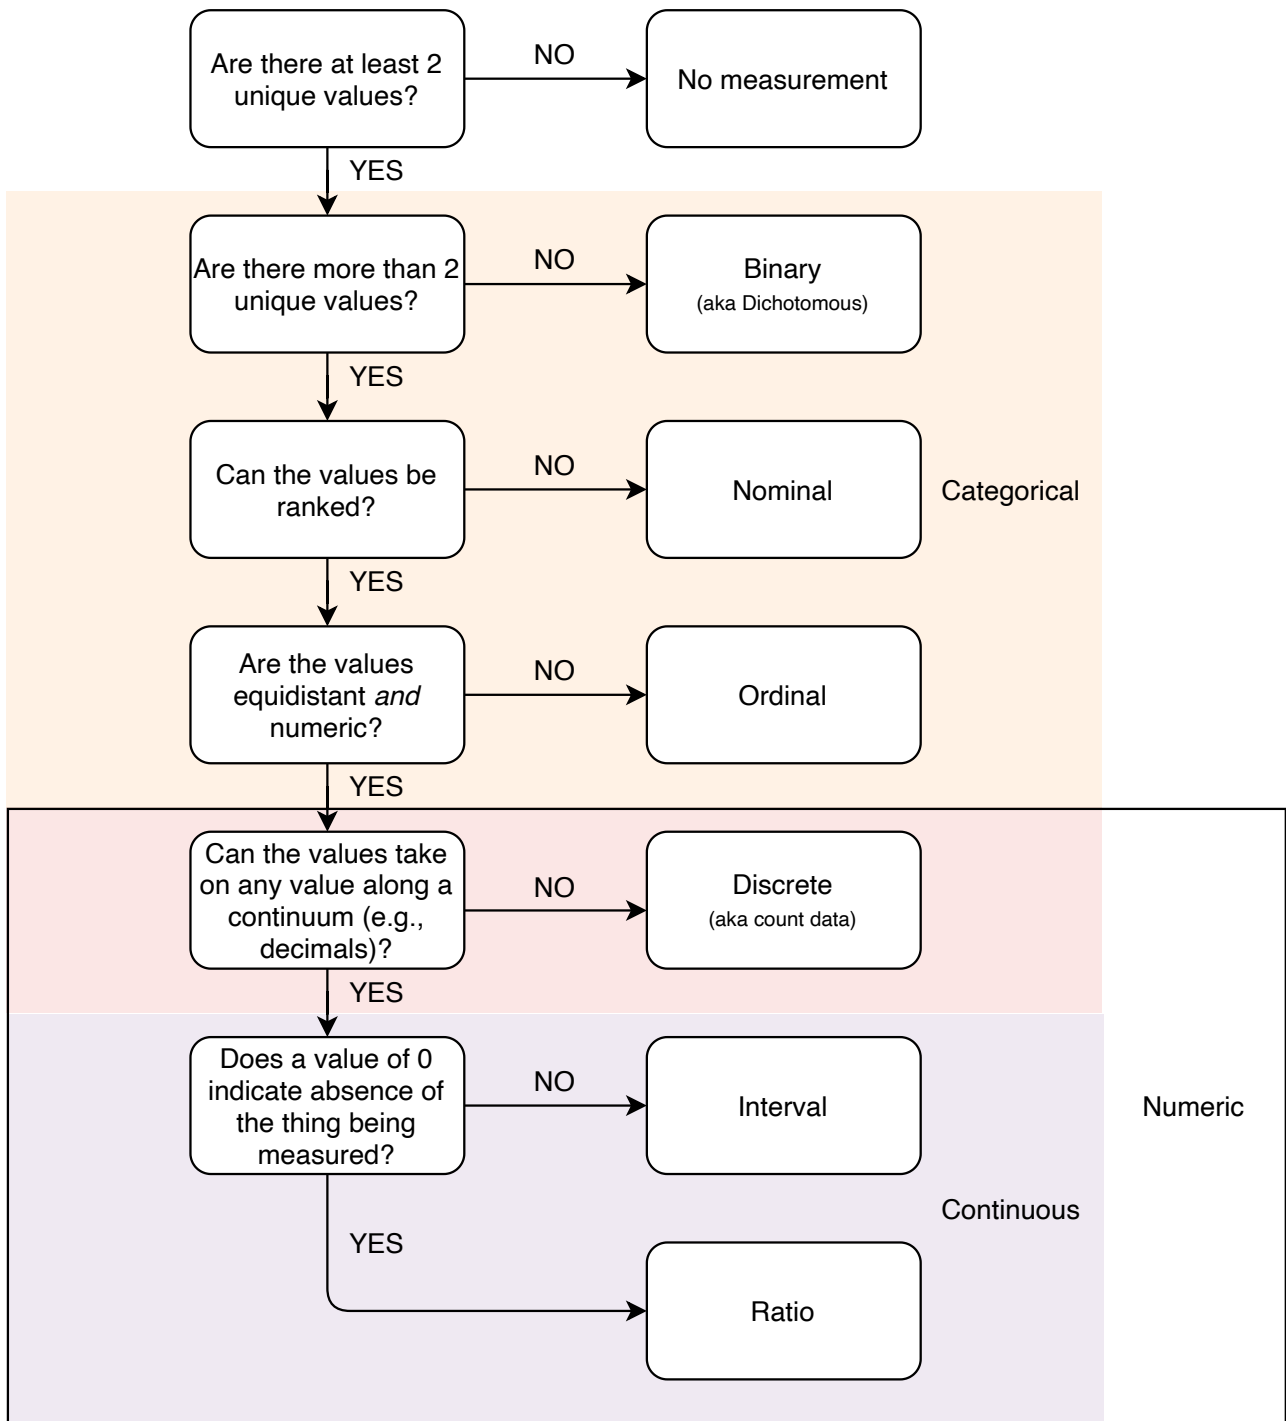 Are there at least 2
unique values?
NO
No measurement
YES
Are there more than 2
unique values?
NO
Binary
(aka Dichotomous)
YES
Can the values be
ranked?
NO
Nominal
Categorical
YES
Are the values
equidistant and
numeric?
NO
Ordinal
YES
Can the values take
on any value along a
continuum (e.g.,
decimals)?
NO
Discrete
(aka count data)
YES
Does a value of 0
indicate absence of
the thing being
measured?
NO
Interval
Numeric
Continuous
YES
Ratio